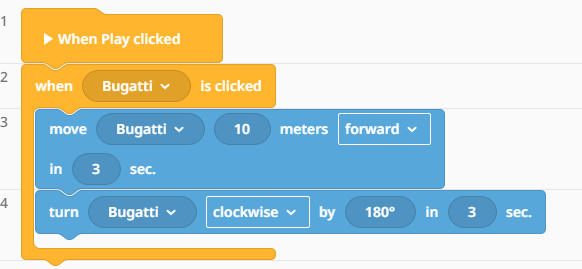 1
When Play clicked
2
when Bugatti is clicked
3
move Bugatti 10 meters forward
in 3 sec.
4
turn Bugatti clockwise by 180° in 3 sec.